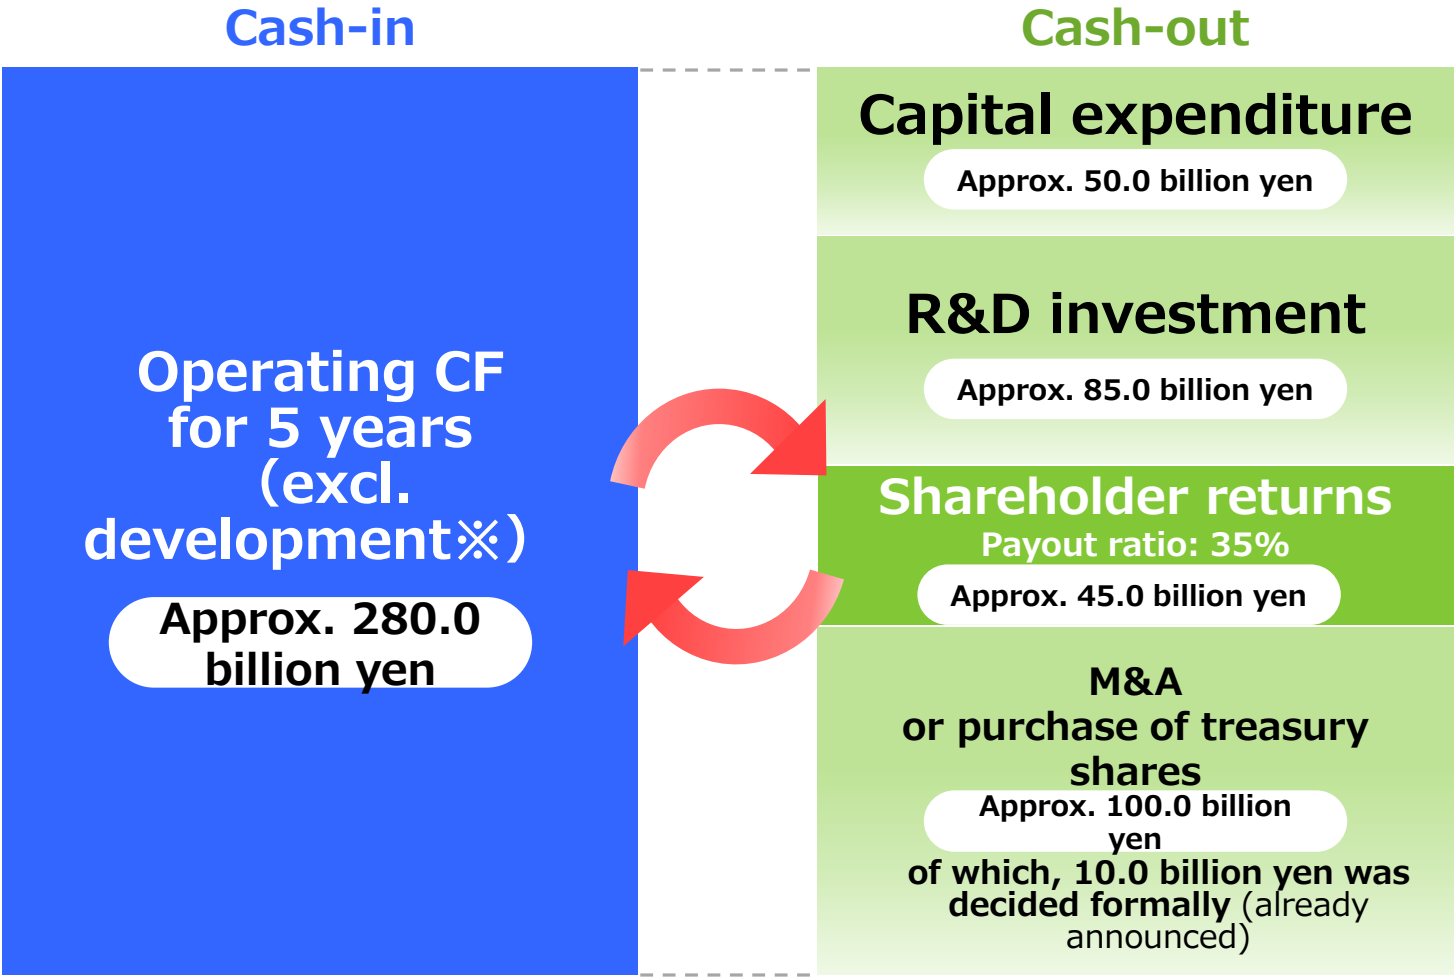 Cash-in
Operating CF
for 5 years
（excl.
development※）
Approx. 280.0
billion yen
Cash-out
Capital expenditure
Approx. 50.0 billion yen
R&D investment
Approx. 85.0 billion yen
Shareholder returns
Payout ratio: 35%
Approx. 45.0 billion yen
M&A
or purchase of treasury
shares
Approx. 100.0 billion
yen
of which, 10.0 billion yen was
decided formally (already
announced)